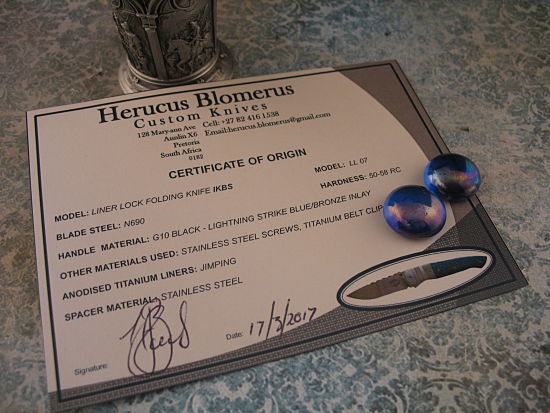 Herucus Blomerus
Custom Knives
128 Mary-ann Ave Cell: +27 82 416 1538
Annlin X6 Email:herucus.blomerus@gmail.com
Pretoria
South Africa
0182
CERTIFICATE OF ORIGIN
MODEL: LINER LOCK FOLDING KNIFE IKBS MODEL: LL 07
BLADE STEEL: N690 HARDNESS: 50-58 RC
HANDLE MATERIAL: G10 BLACK - LIGHTNING STRIKE BLUE/BRONZE INLAY
OTHER MATERIALS USED: STAINLESS STEEL SCREWS, TITANIUM BELT CLIP
ANODISED TITANIUM LINERS: JIMPING
SPACER MATERIAL: STAINLESS STEEL
Signature: Date: 17/3/2017